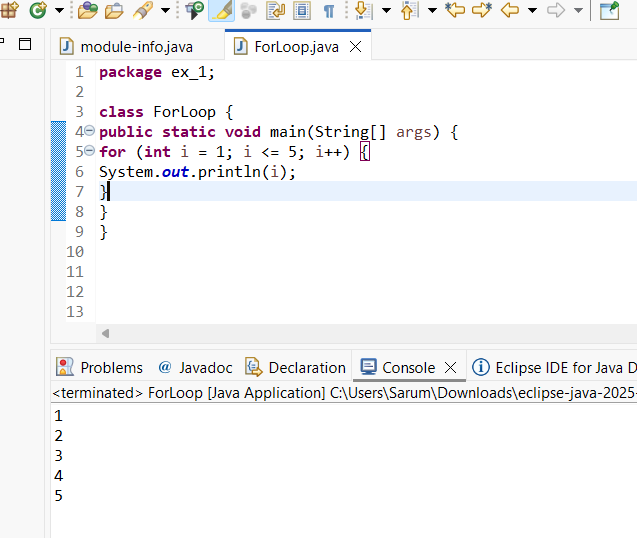 module-info.java
ForLoop.java
1 package ex_1;
2
3 class ForLoop {
4 public static void main(String[] args) {
5 for (int i = 1; i <= 5; i++) {
6 System.out.println(i);
7 }
8 }
9 }
10
11
12
13
Problems @ Javadoc Declaration Console Eclipse IDE for Java D
<terminated> ForLoop [Java Application] C:\Users\Sarum\Downloads\eclipse-java-2025-
1
2
3
4
5